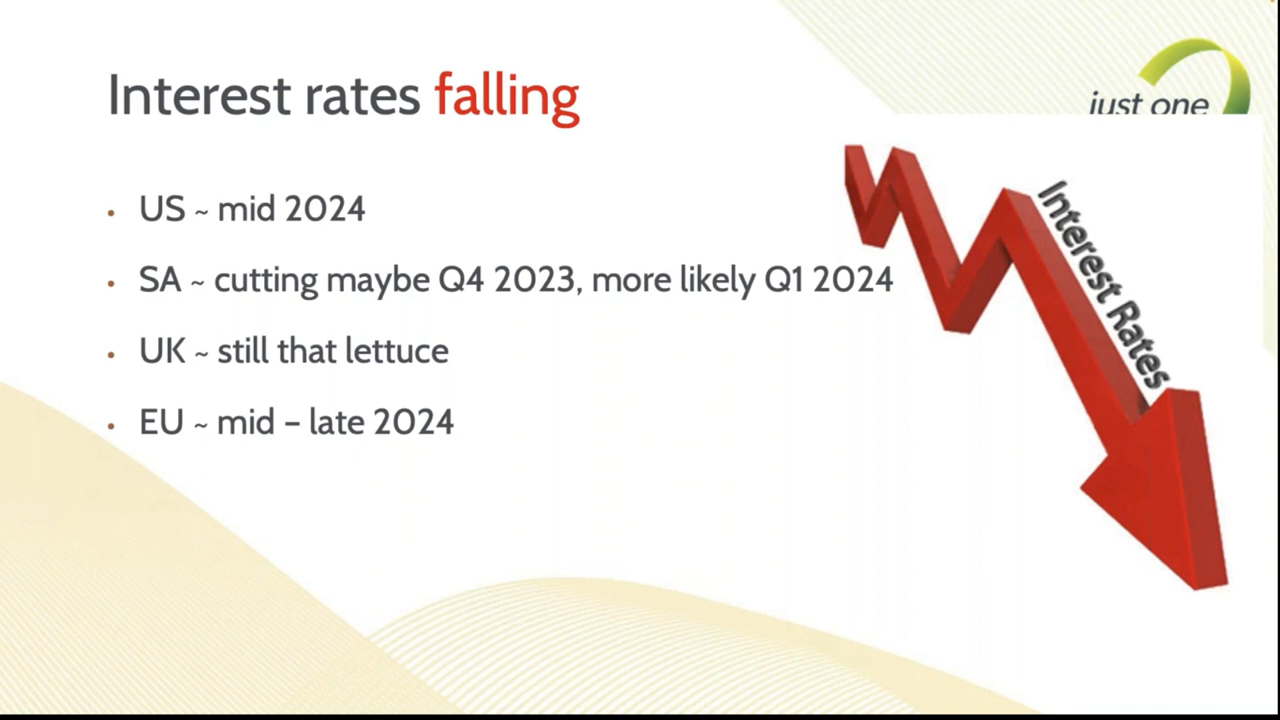 Interest rates falling
just one
• US ~ mid 2024
• SA ~ cutting maybe Q4 2023, more likely Q1 2024
• UK ~ still that lettuce
• EU ~ mid – late 2024
Interest Rates